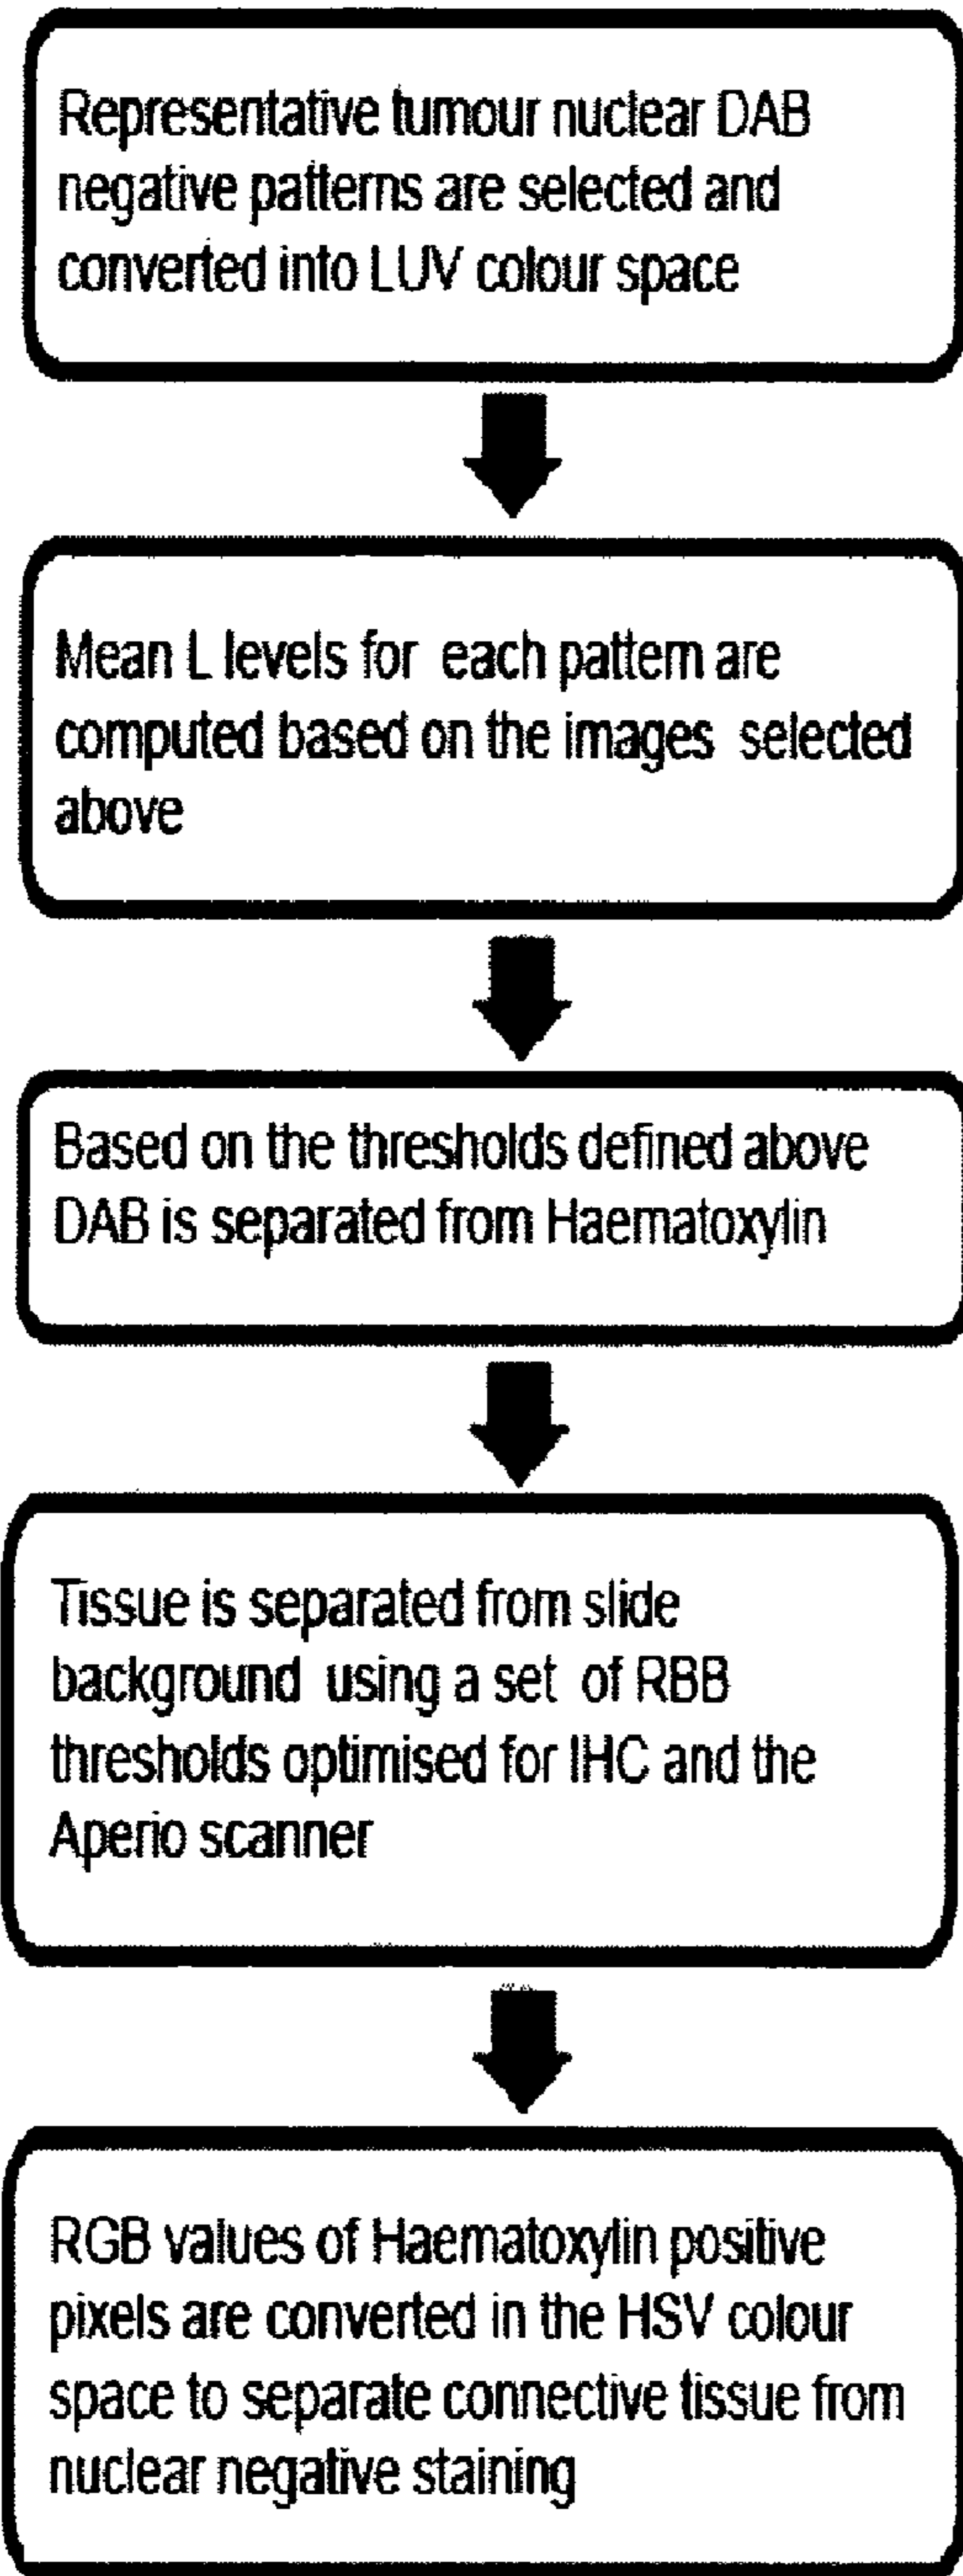 Representative tumour nuclear DAB
negative patterns are selected and
converted into LUV colour space
Mean L levels for each pattern are
computed based on the images selected
above
Based on the thresholds defined above
DAB is separated from Haematoxylin
Tissue is separated from slide
background using a set of RBB
thresholds optimised for IHC and the
Aperio scanner
RGB values of Haematoxylin positive
pixels are converted in the HSV colour
space to separate connective tissue from
nuclear negative staining